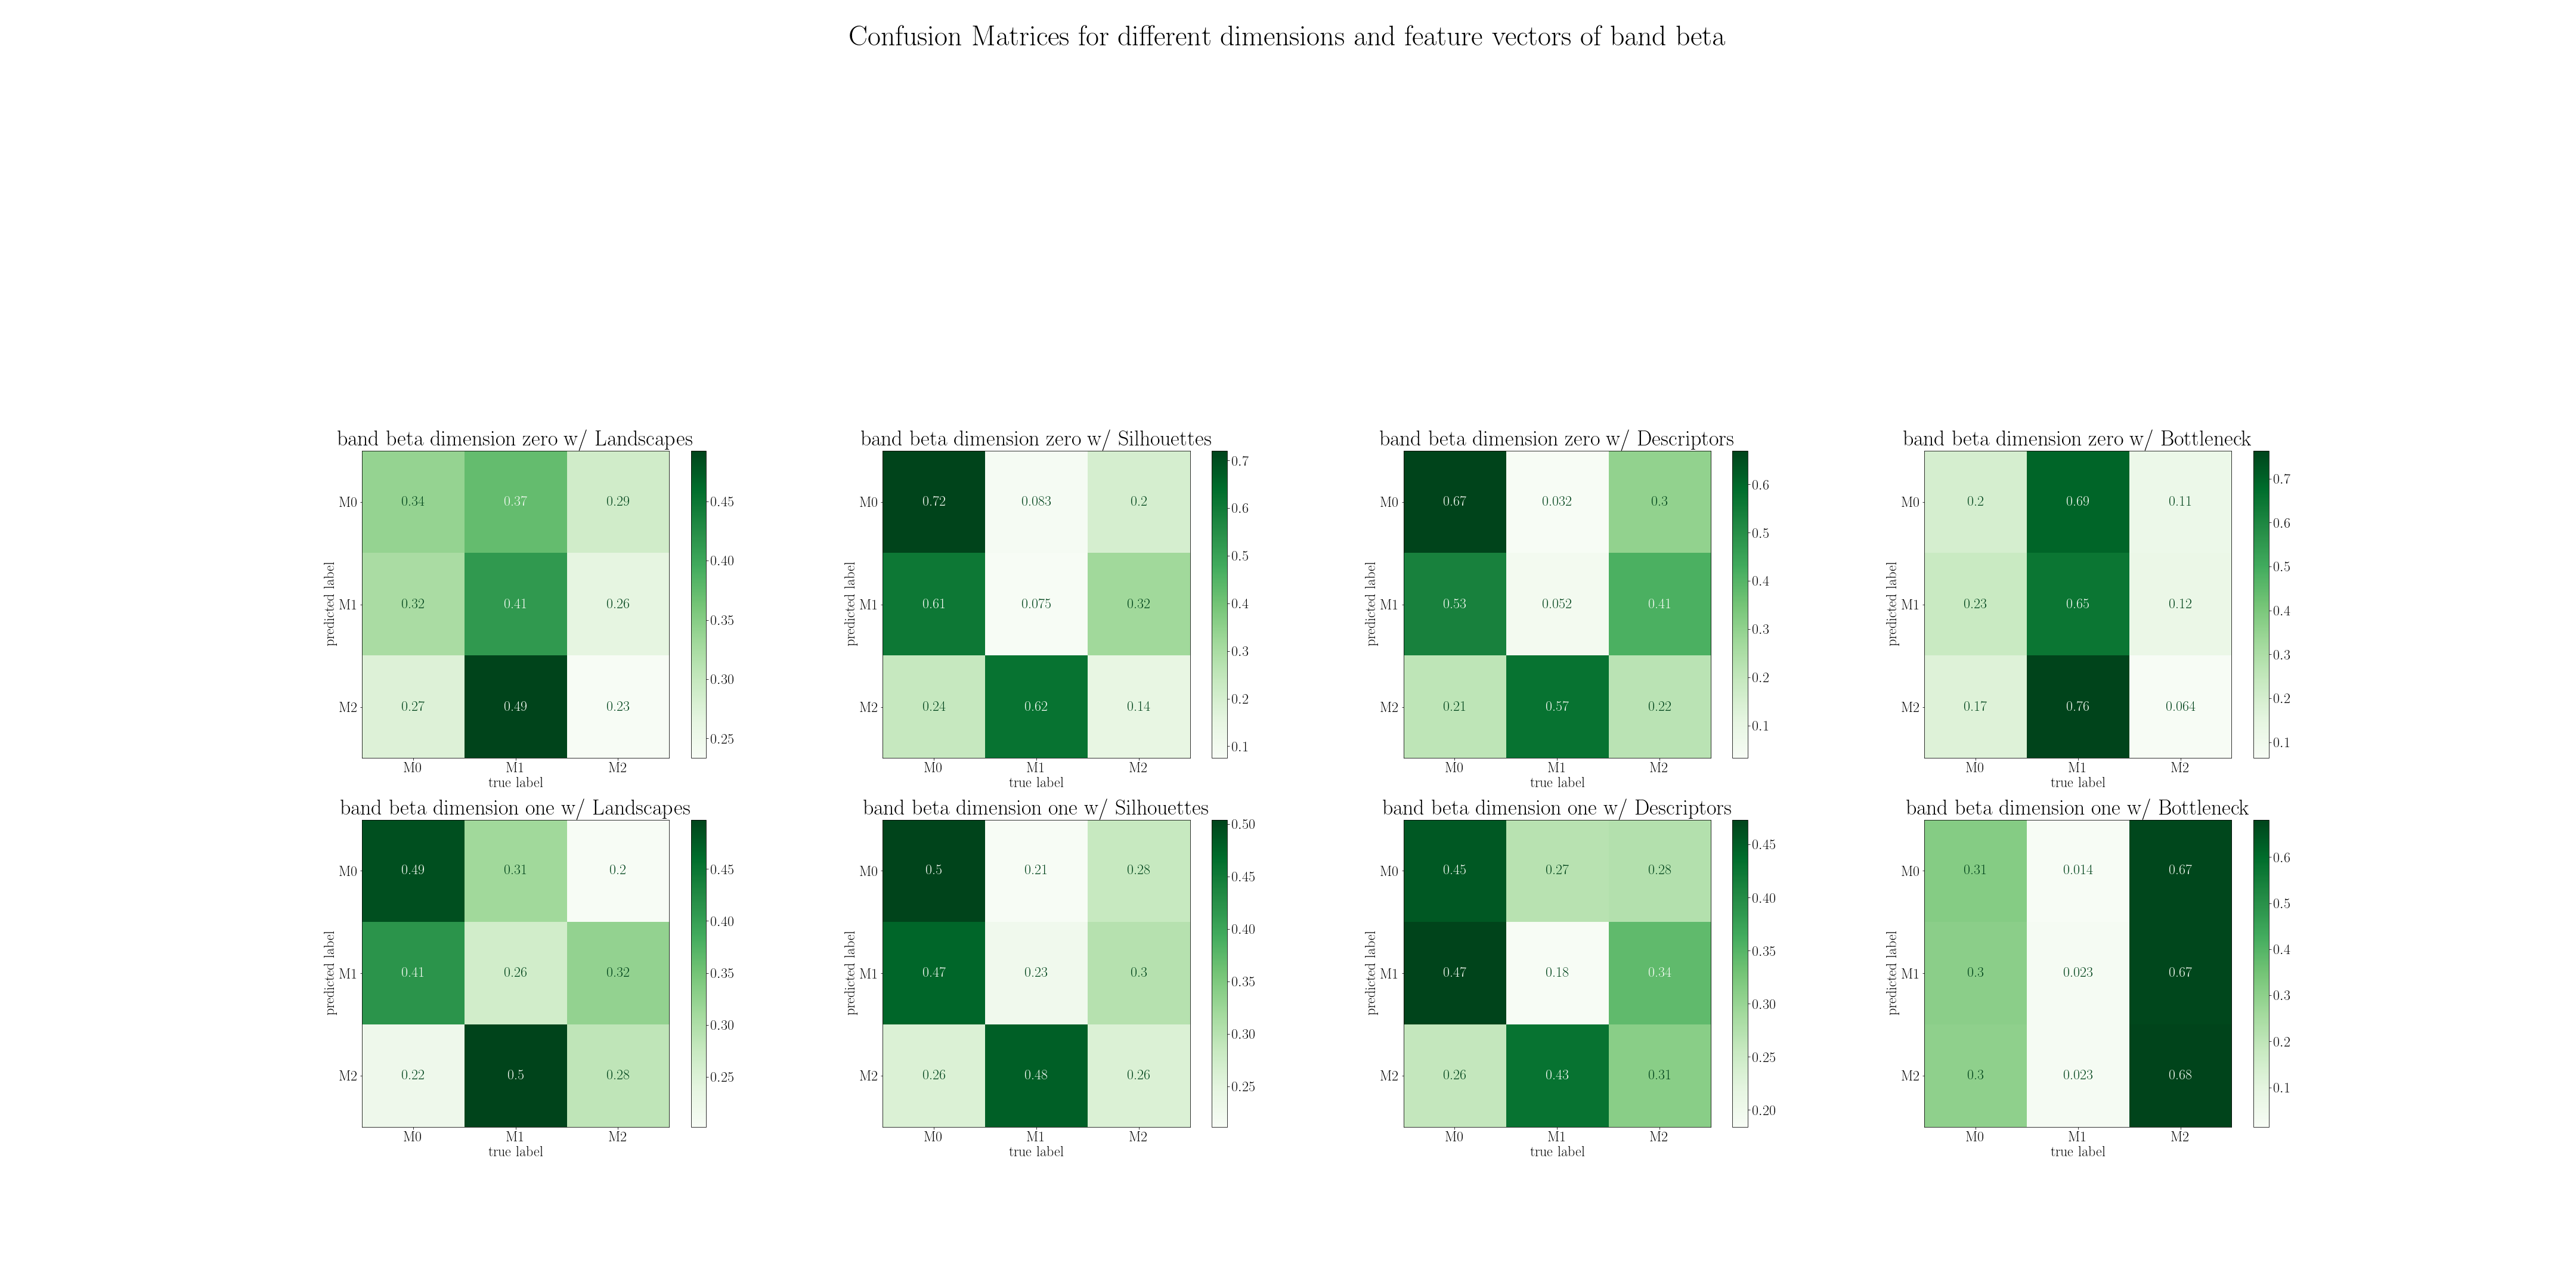 Confusion Matrices for different dimensions and feature vectors of band beta
band beta dimension zero w/ Landscapes
M0 0.34 0.37 0.29
M1 0.32 0.41 0.26
M2 0.27 0.49 0.23
M0 M1 M2
true label
predicted label
0.45
0.40
0.35
0.30
0.25
band beta dimension zero w/ Silhouettes
M0 0.72 0.083 0.2
M1 0.61 0.075 0.32
M2 0.24 0.62 0.14
M0 M1 M2
true label
predicted label
0.7
0.6
0.5
0.4
0.3
0.2
0.1
band beta dimension zero w/ Descriptors
M0 0.67 0.032 0.3
M1 0.53 0.052 0.41
M2 0.21 0.57 0.22
M0 M1 M2
true label
predicted label
0.6
0.5
0.4
0.3
0.2
0.1
band beta dimension zero w/ Bottleneck
M0 0.2 0.69 0.11
M1 0.23 0.65 0.12
M2 0.17 0.76 0.064
M0 M1 M2
true label
predicted label
0.7
0.6
0.5
0.4
0.3
0.2
0.1
band beta dimension one w/ Landscapes
M0 0.49 0.31 0.2
M1 0.41 0.26 0.32
M2 0.22 0.5 0.28
M0 M1 M2
true label
predicted label
0.45
0.40
0.35
0.30
0.25
band beta dimension one w/ Silhouettes
M0 0.5 0.21 0.28
M1 0.47 0.23 0.3
M2 0.26 0.48 0.26
M0 M1 M2
true label
predicted label
0.50
0.45
0.40
0.35
0.30
0.25
band beta dimension one w/ Descriptors
M0 0.45 0.27 0.28
M1 0.47 0.18 0.34
M2 0.26 0.43 0.31
M0 M1 M2
true label
predicted label
0.45
0.40
0.35
0.30
0.25
0.20
band beta dimension one w/ Bottleneck
M0 0.31 0.014 0.67
M1 0.3 0.023 0.67
M2 0.3 0.023 0.68
M0 M1 M2
true label
predicted label
0.6
0.5
0.4
0.3
0.2
0.1